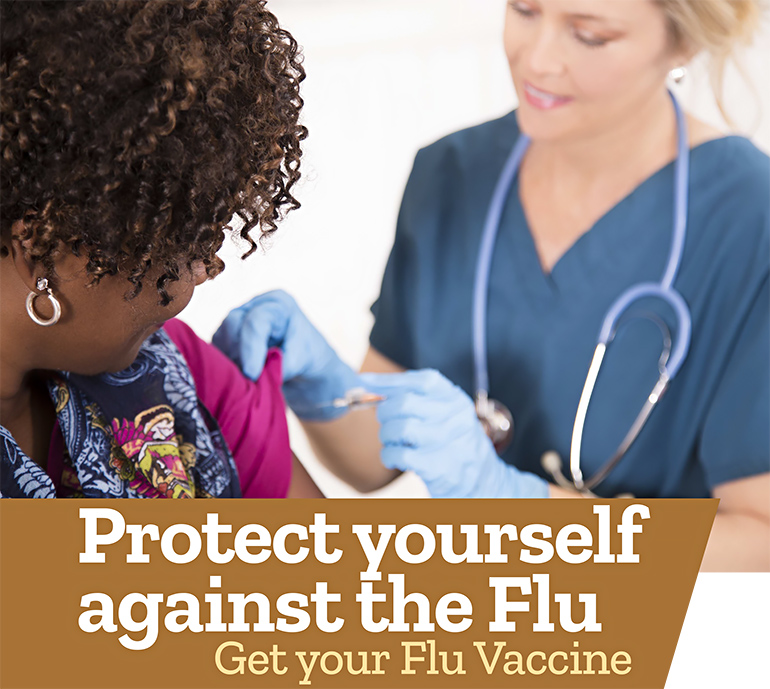 Protect yourself
against the Flu
Get your Flu Vaccine